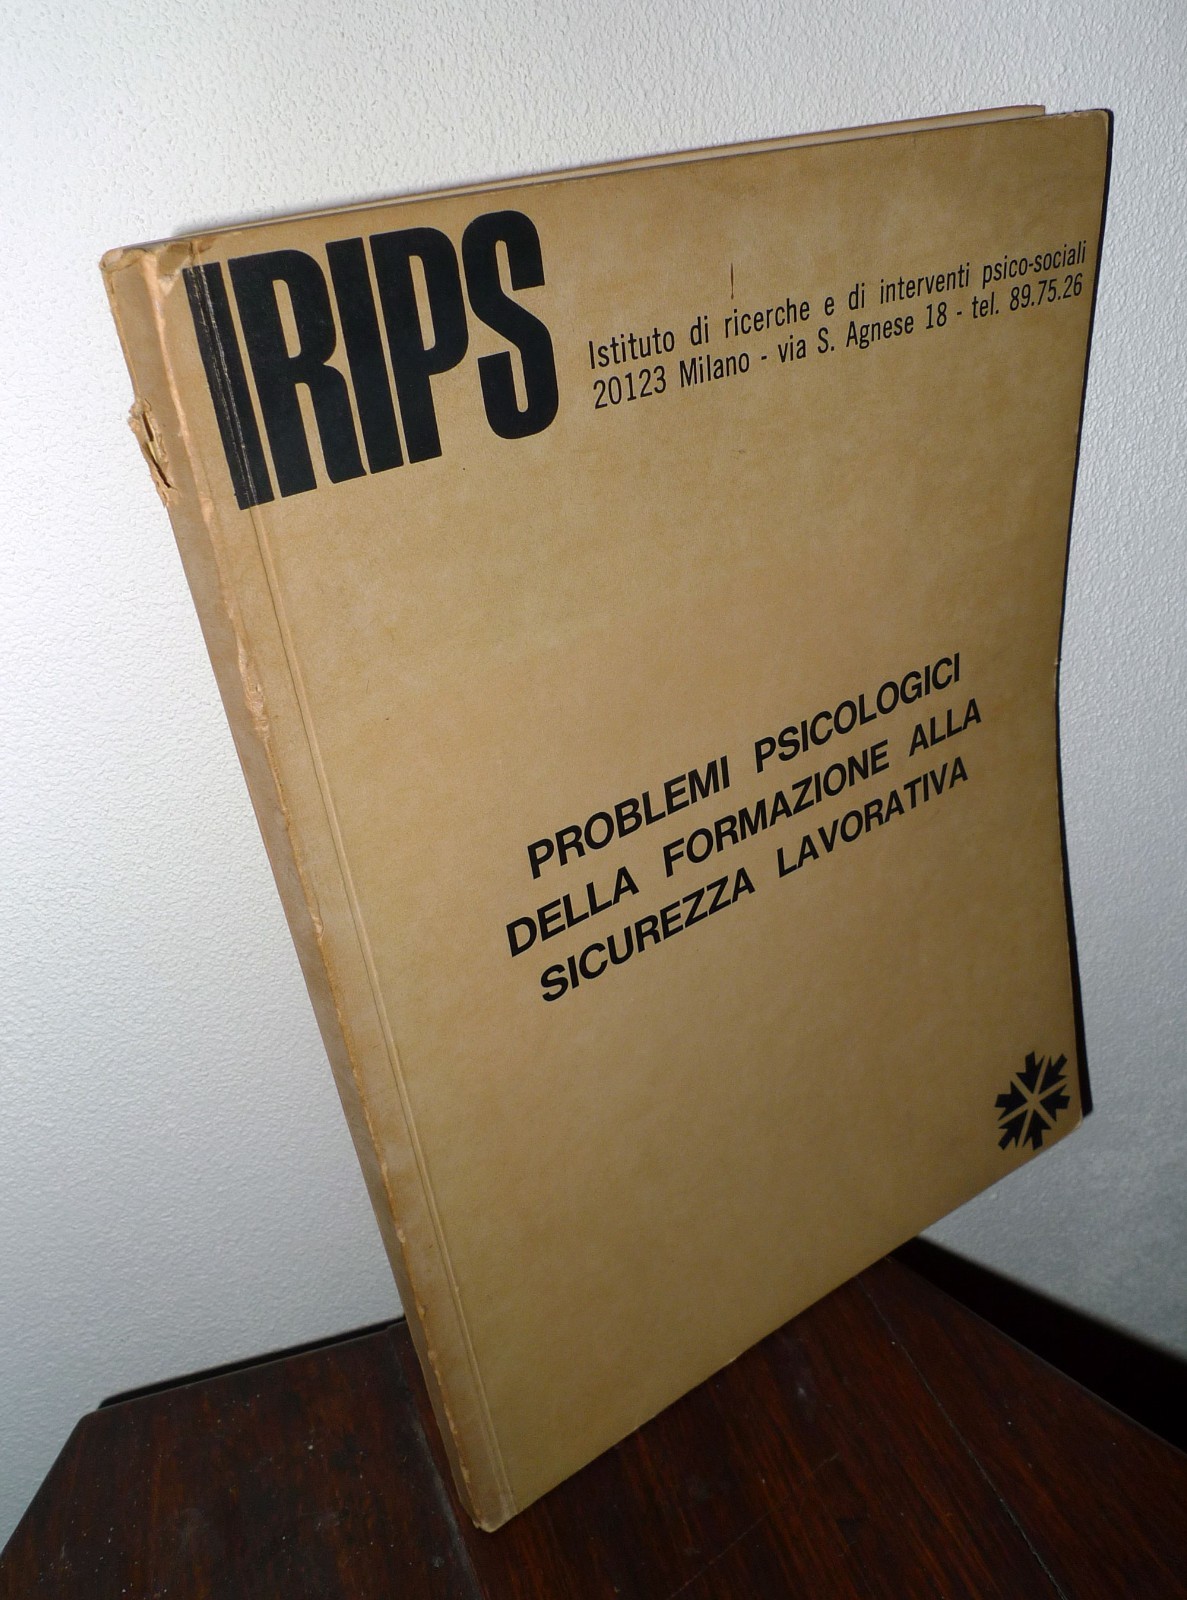 IRIPS
Istituto di ricerche e di interventi psico-sociali
20123 Milano - via S. Agnese 18 - tel. 89.75.26
PROBLEMI PSICOLOGICI
DELLA FORMAZIONE ALLA
SICUREZZA LAVORATIVA